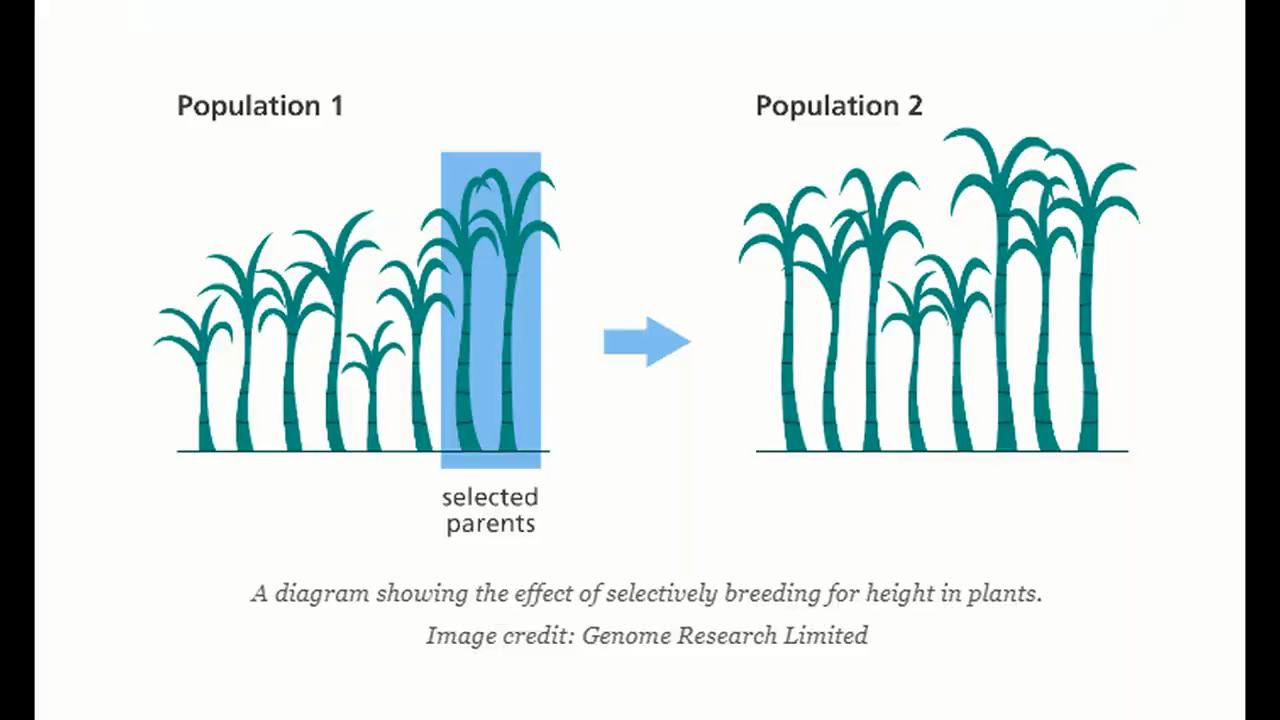 Population 1
Population 2
selected
parents
A diagram showing the effect of selectively breeding for height in plants.
Image credit: Genome Research Limited